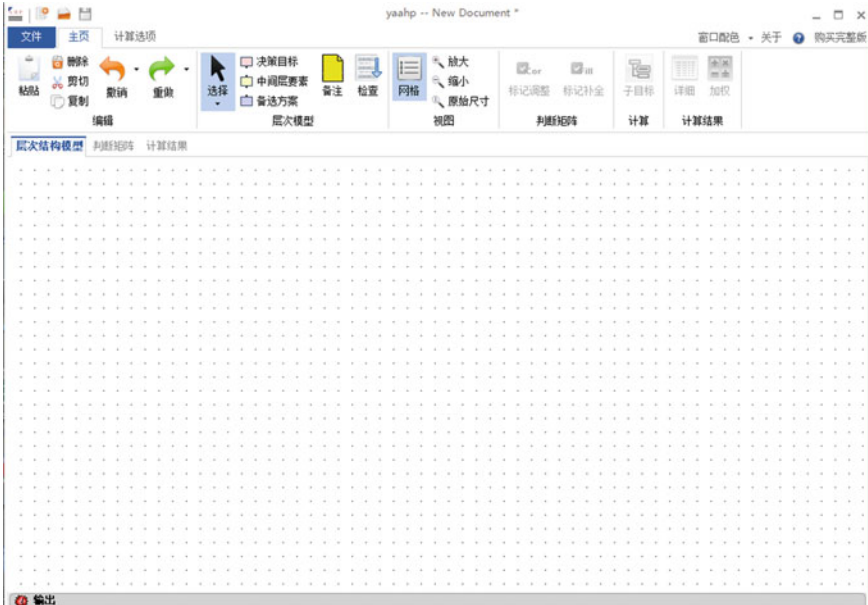 yaahp -- New Document *
文件 主页 计算选项 窗口配色 关于 购买完整版
粘贴 删除 剪切 复制 撤销 重做 选择 决策目标 中间层要素 备选方案 备注 检查 网格 放大 缩小 原始尺寸 标记调整 标记补全 子目标 详细 加权
编辑 层次模型 视图 判断矩阵 计算 计算结果
层次结构模型 判断矩阵 计算结果
输出